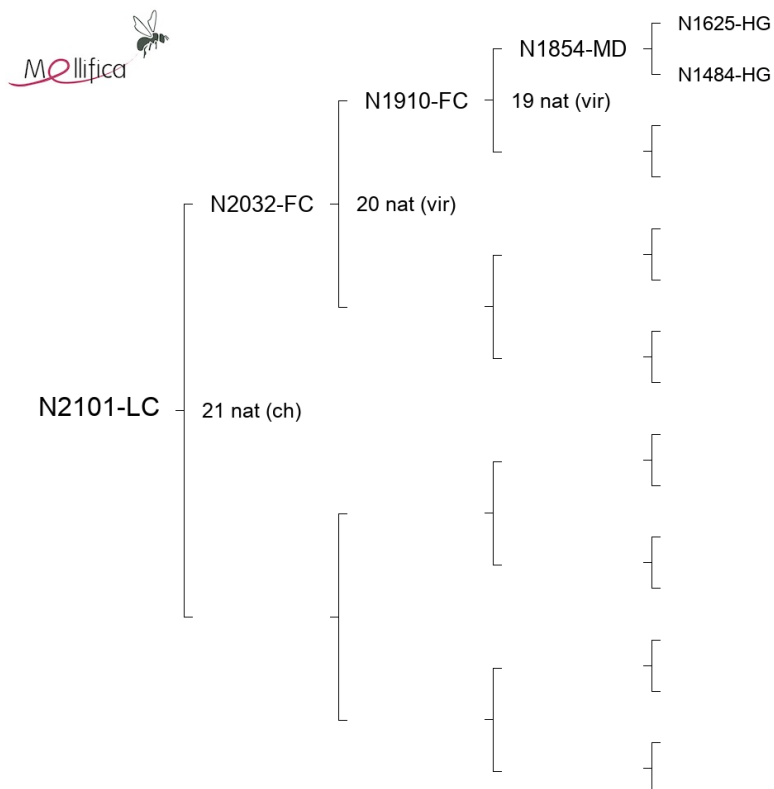 Mellifica
N1625-HG
N1854-MD
N1484-HG
N1910-FC
19 nat (vir)
N2032-FC
20 nat (vir)
N2101-LC
21 nat (ch)